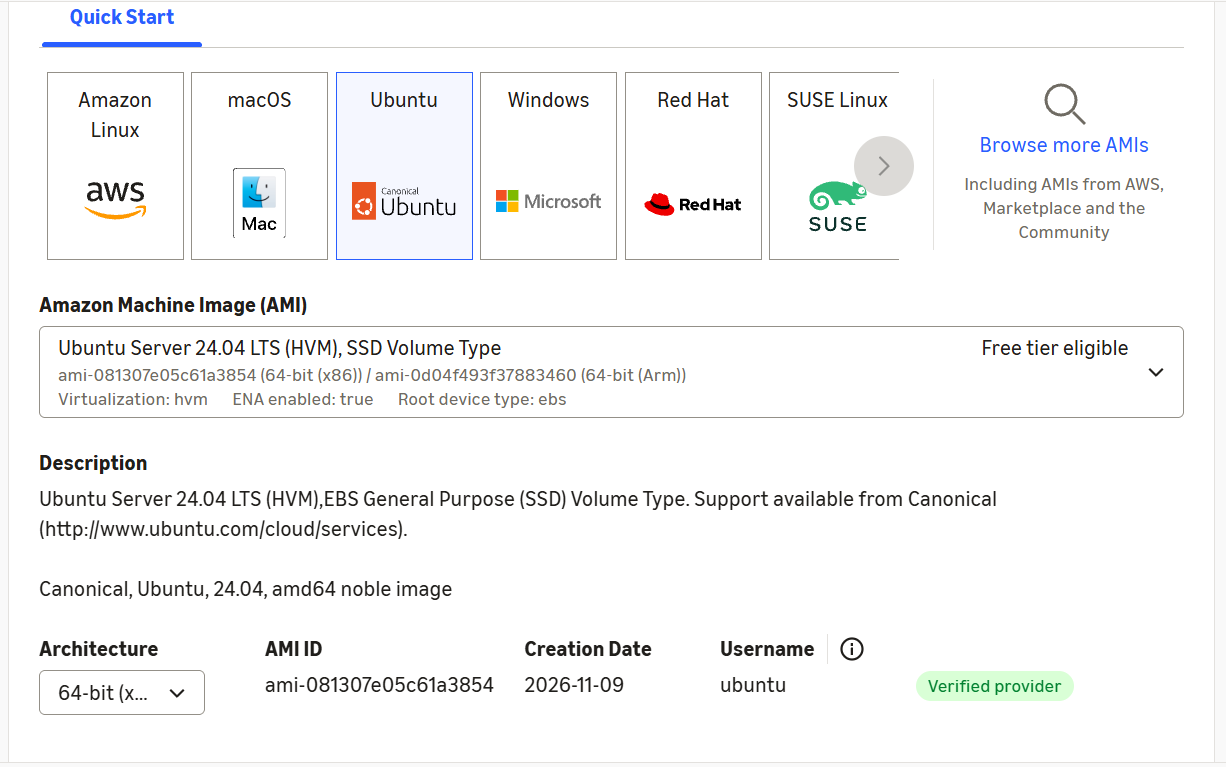 Quick Start
Amazon
Linux
aws
macOS
Mac
Ubuntu
Canonical
Ubuntu
Windows
Microsoft
Red Hat
Red Hat
SUSE Linux
SUSE
Browse more AMIs
Including AMIs from AWS,
Marketplace and the
Community
Amazon Machine Image (AMI)
Ubuntu Server 24.04 LTS (HVM), SSD Volume Type
Free tier eligible
ami-081307e05c61a3854 (64-bit (x86)) / ami-0d04f493f37883460 (64-bit (Arm))
Virtualization: hvm ENA enabled: true Root device type: ebs
Description
Ubuntu Server 24.04 LTS (HVM),EBS General Purpose (SSD) Volume Type. Support available from Canonical
(http://www.ubuntu.com/cloud/services).
Canonical, Ubuntu, 24.04, amd64 noble image
Architecture AMI ID Creation Date Username
64-bit (x... ami-081307e05c61a3854 2026-11-09 ubuntu Verified provider